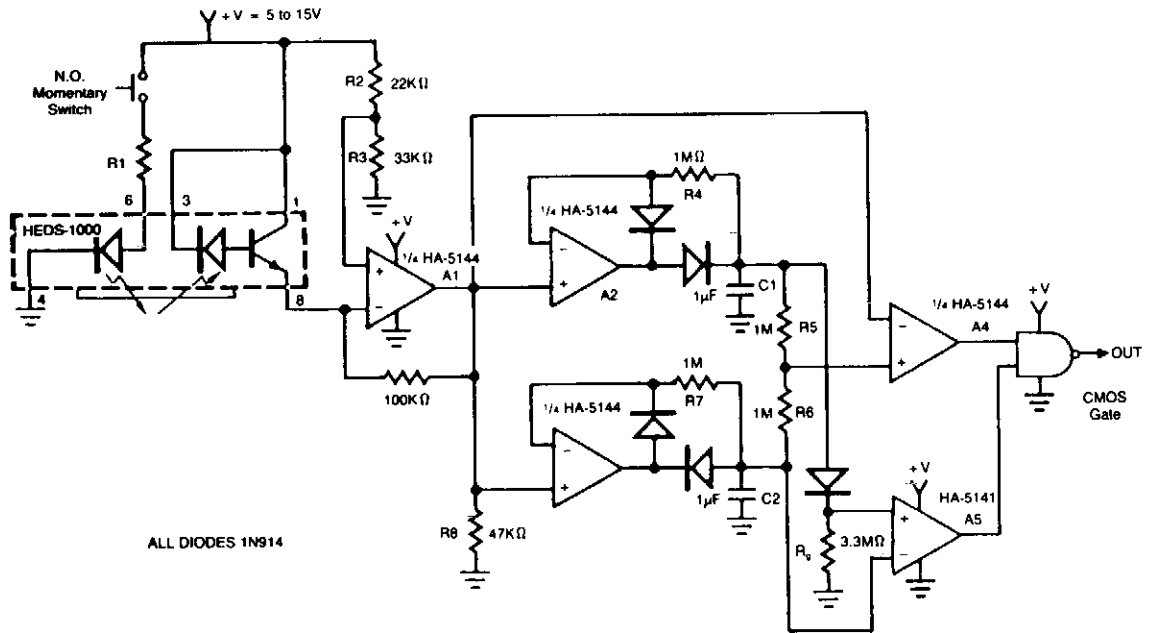 +V = 5 to 15V
N.O.
Momentary
Switch
R1
R2
22KΩ
R3
33KΩ
6
3
1
HEDS-1000
4
8
+V
1/4 HA-5144
A1
+
−
100KΩ
1MΩ
R4
1/4 HA-5144
−
+
A2
1μF
C1
1M
R5
1/4 HA-5144
−
+
A4
+V
OUT
CMOS
Gate
1M
R7
1/4 HA-5144
−
+
1μF
C2
1M
R6
R8
47KΩ
+V
HA-5141
A5
+
−
R9
3.3MΩ
ALL DIODES 1N914